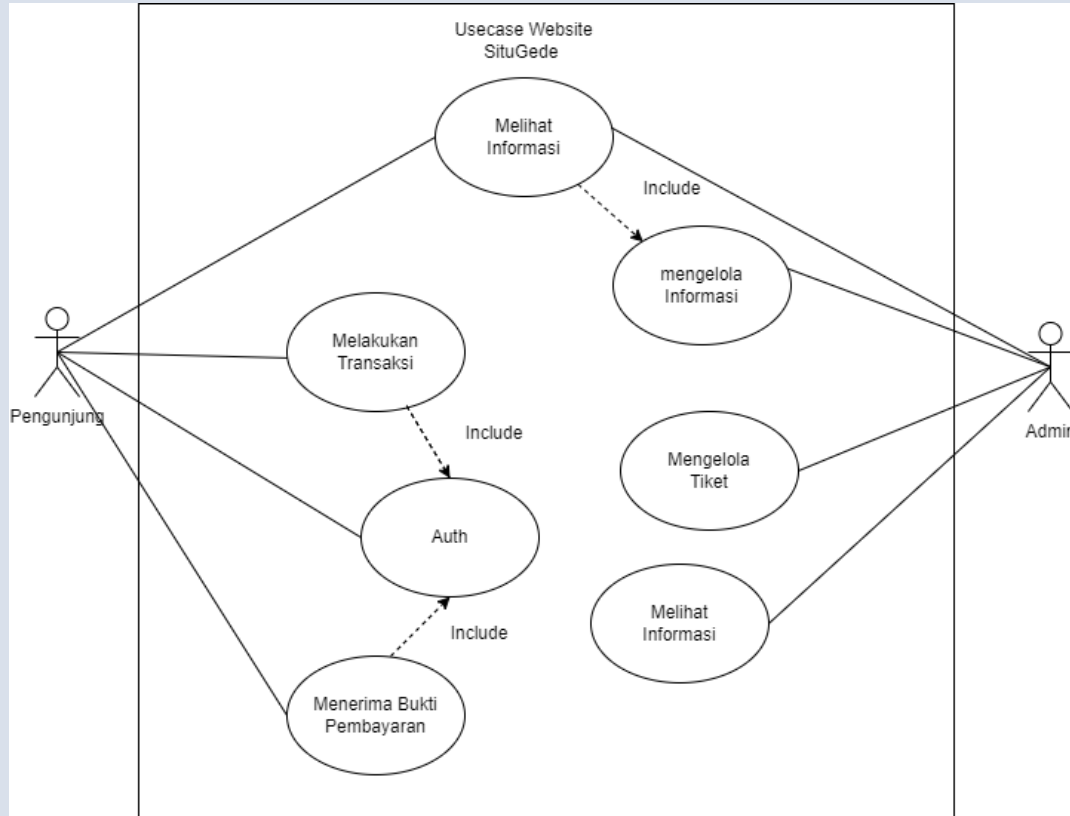 Usecase Website
SituGede
Melihat
Informasi
Include
mengelola
Informasi
Melakukan
Transaksi
Pengunjung
Admin
Include
Mengelola
Tiket
Auth
Include
Melihat
Informasi
Menerima Bukti
Pembayaran